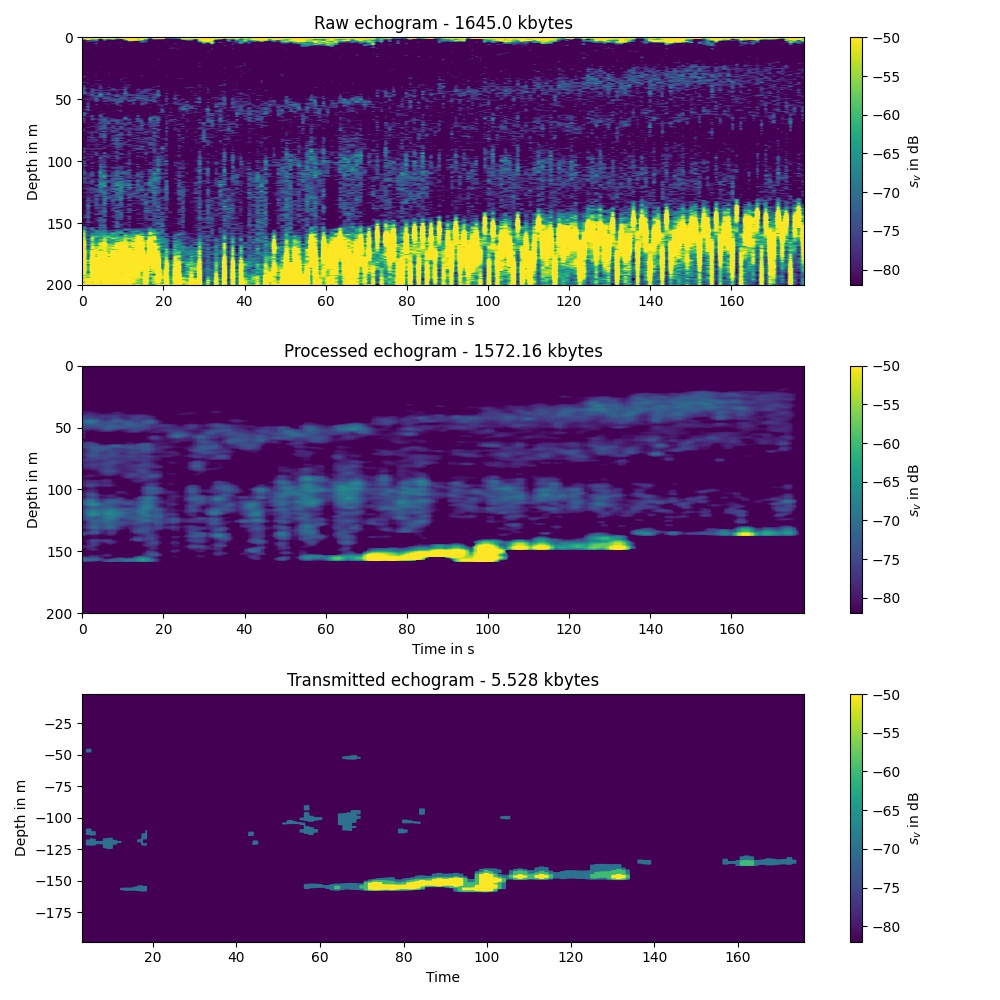 Raw echogram - 1645.0 kbytes
0
50
100
150
200
Depth in m
0 20 40 60 80 100 120 140 160
Time in s
−50
−55
−60
−65
−70
−75
−80
sv in dB
Processed echogram - 1572.16 kbytes
0
50
100
150
200
Depth in m
0 20 40 60 80 100 120 140 160
Time in s
−50
−55
−60
−65
−70
−75
−80
sv in dB
Transmitted echogram - 5.528 kbytes
−25
−50
−75
−100
−125
−150
−175
Depth in m
20 40 60 80 100 120 140 160
Time
−50
−55
−60
−65
−70
−75
−80
sv in dB